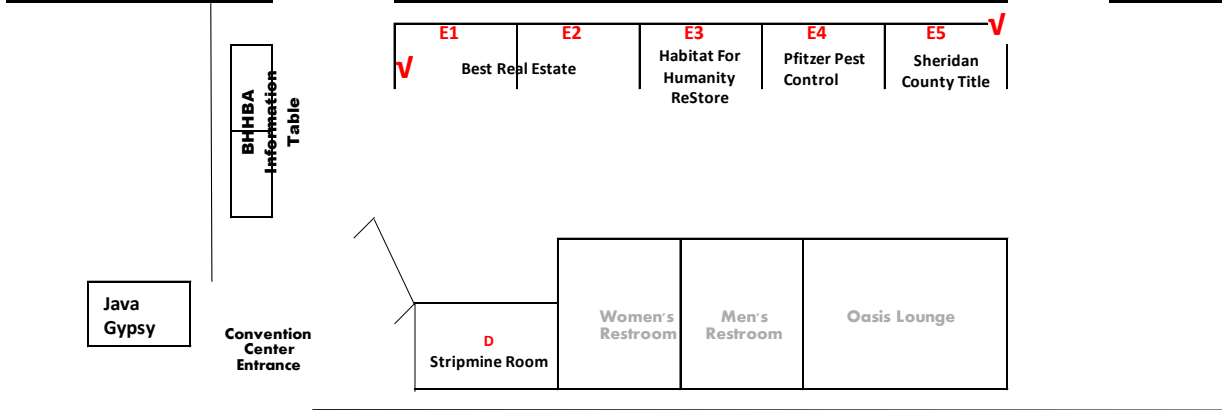 E1
E2
E3
E4
E5
√
√
Best Real Estate
Habitat For
Humanity
ReStore
Pfitzer Pest
Control
Sheridan
County Title
BHHBA
Information
Table
Java
Gypsy
Convention
Center
Entrance
D
Stripmine Room
Women's
Restroom
Men's
Restroom
Oasis Lounge